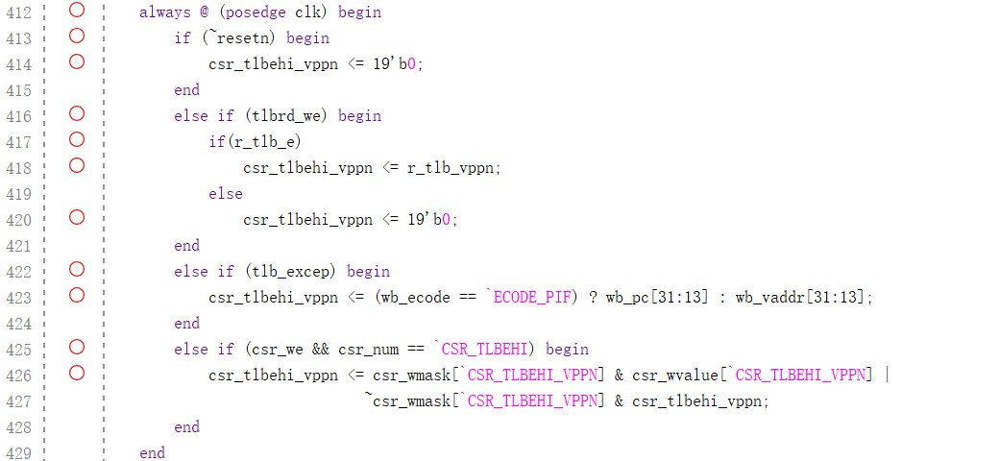 412 always @ (posedge clk) begin
413 if (~resetn) begin
414 csr_tlbehi_vppn <= 19'b0;
415 end
416 else if (tlbrd_we) begin
417 if(r_tlb_e)
418 csr_tlbehi_vppn <= r_tlb_vppn;
419 else
420 csr_tlbehi_vppn <= 19'b0;
421 end
422 else if (tlb_excep) begin
423 csr_tlbehi_vppn <= (wb_ecode == `ECODE_PIF) ? wb_pc[31:13] : wb_vaddr[31:13];
424 end
425 else if (csr_we && csr_num == `CSR_TLBEHI) begin
426 csr_tlbehi_vppn <= csr_wmask[`CSR_TLBEHI_VPPN] & csr_wvalue[`CSR_TLBEHI_VPPN] |
427 ~csr_wmask[`CSR_TLBEHI_VPPN] & csr_tlbehi_vppn;
428 end
429 end